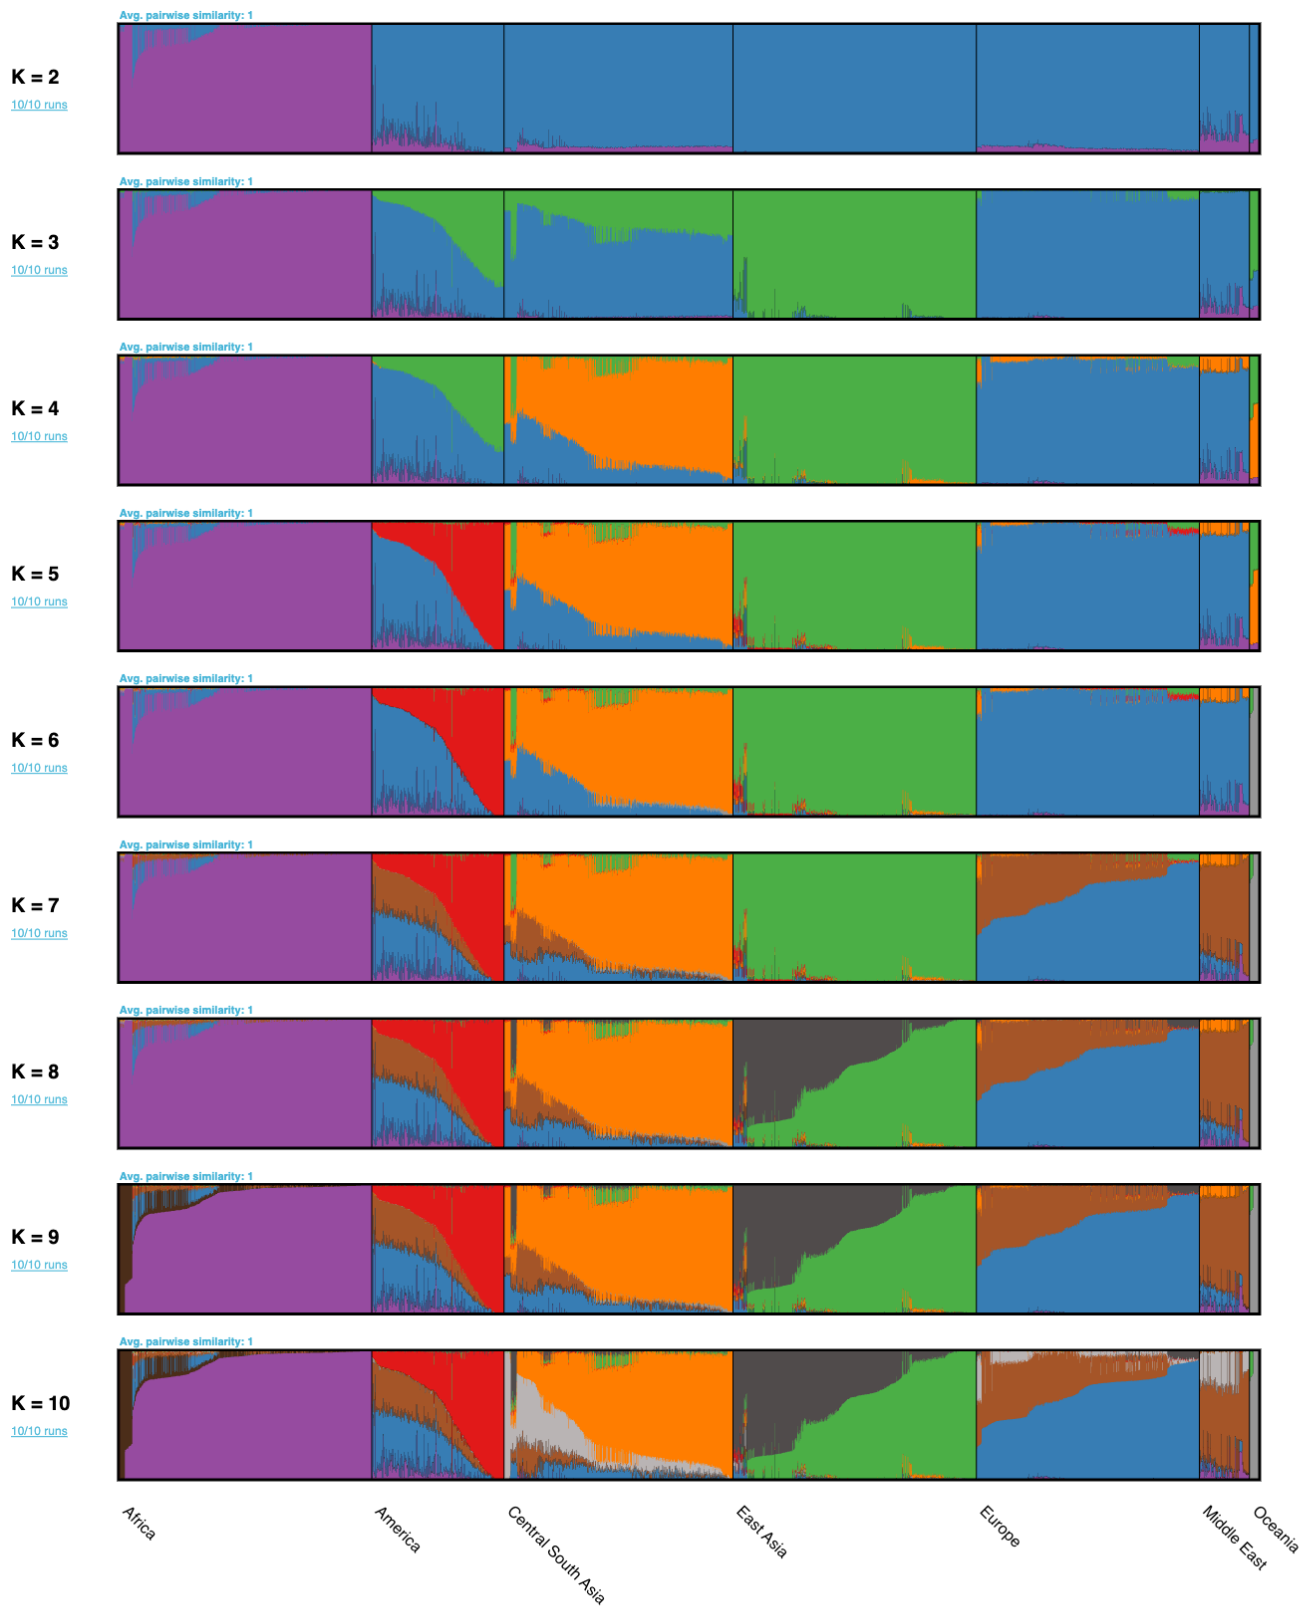 Avg. pairwise similarity: 1
K = 2
10/10 runs
Avg. pairwise similarity: 1
K = 3
10/10 runs
Avg. pairwise similarity: 1
K = 4
10/10 runs
Avg. pairwise similarity: 1
K = 5
10/10 runs
Avg. pairwise similarity: 1
K = 6
10/10 runs
Avg. pairwise similarity: 1
K = 7
10/10 runs
Avg. pairwise similarity: 1
K = 8
10/10 runs
Avg. pairwise similarity: 1
K = 9
10/10 runs
Avg. pairwise similarity: 1
K = 10
10/10 runs
Africa
America
Central South Asia
East Asia
Europe
Middle East
Oceania